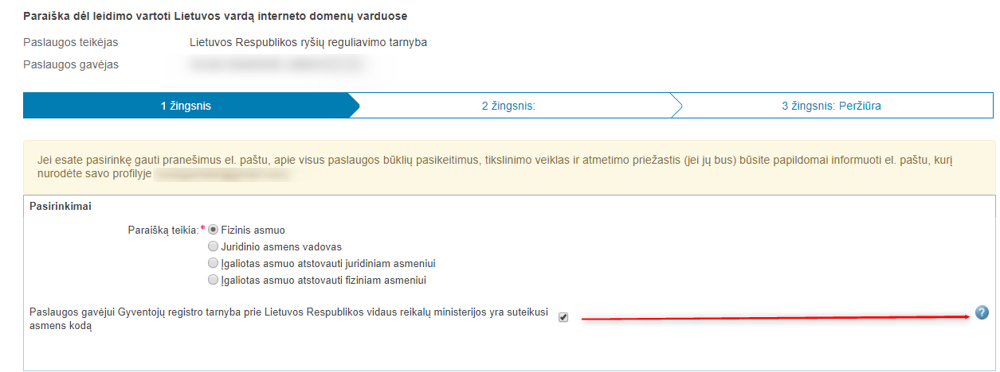 Paraiška dėl leidimo vartoti Lietuvos vardą interneto domenų varduose
Paslaugos teikėjas Lietuvos Respublikos ryšių reguliavimo tarnyba
Paslaugos gavėjas
1 žingsnis 2 žingsnis: 3 žingsnis: Peržiūra
Jei esate pasirinkę gauti pranešimus el. paštu, apie visus paslaugos būklių pasikeitimus, tikslinimo veiklas ir atmetimo priežastis (jei jų bus) būsite papildomai informuoti el. paštu, kurį
nurodėte savo profilyje
Pasirinkimai
Paraišką teikia:* Fizinis asmuo
Juridinio asmens vadovas
Įgaliotas asmuo atstovauti juridiniam asmeniui
Įgaliotas asmuo atstovauti fiziniam asmeniui
Paslaugos gavėjui Gyventojų registro tarnyba prie Lietuvos Respublikos vidaus reikalų ministerijos yra suteikusi
asmens kodą ?